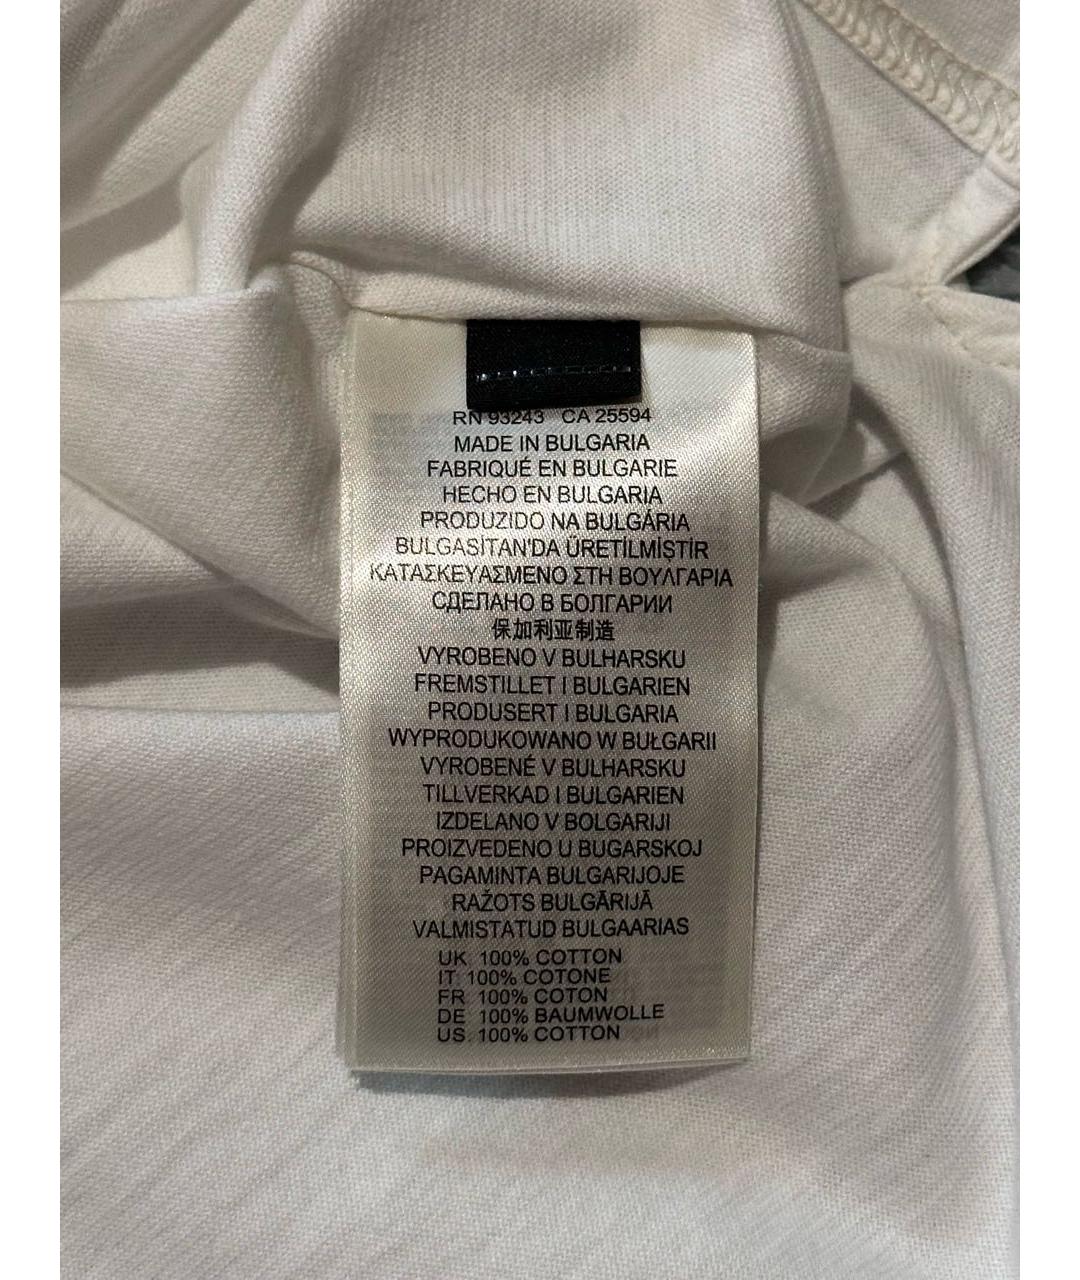 RN 93243 CA 25594
MADE IN BULGARIA
FABRIQUÉ EN BULGARIE
HECHO EN BULGARIA
PRODUZIDO NA BULGÁRIA
BULGASİTAN'DA ÜRETİLMİSTİR
ΚΑΤΑΣΚΕΥΑΣΜΕΝΟ ΣΤΗ ΒΟΥΛΓΑΡΙΑ
СДЕЛАНО В БОЛГАРИИ
保加利亚制造
VYROBENO V BULHARSKU
FREMSTILLET I BULGARIEN
PRODUSERT I BULGARIA
WYPRODUKOWANO W BUŁGARII
VYROBENÉ V BULHARSKU
TILLVERKAD I BULGARIEN
IZDELANO V BOLGARIJI
PROIZVEDENO U BUGARSKOJ
PAGAMINTA BULGARIJOJE
RAŽOTS BULGĀRIJĀ
VALMISTATUD BULGAARIAS
UK: 100% COTTON
IT: 100% COTONE
FR: 100% COTON
DE: 100% BAUMWOLLE
US: 100% COTTON